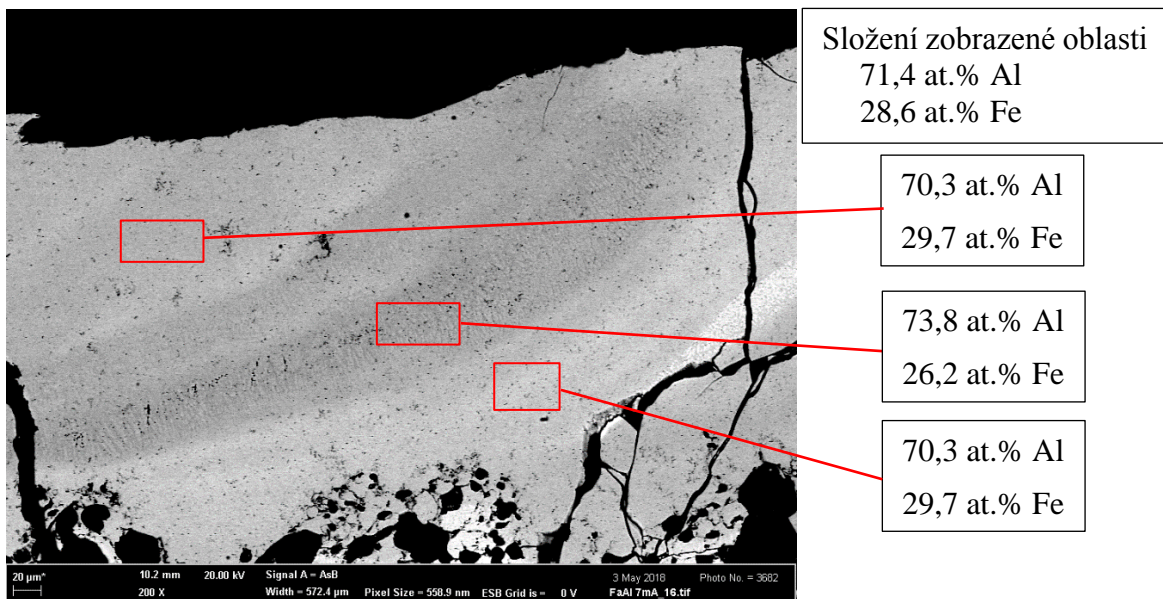 Složení zobrazené oblasti
71,4 at.% Al
28,6 at.% Fe
70,3 at.% Al
29,7 at.% Fe
73,8 at.% Al
26,2 at.% Fe
70,3 at.% Al
29,7 at.% Fe
20 µm* 10.2 mm 20.00 kV Signal A = AsB 3 May 2018 Photo No. = 3682
200 X Width = 572.4 µm Pixel Size = 558.9 nm ESB Grid is = 0 V FaAl 7mA_16.tif